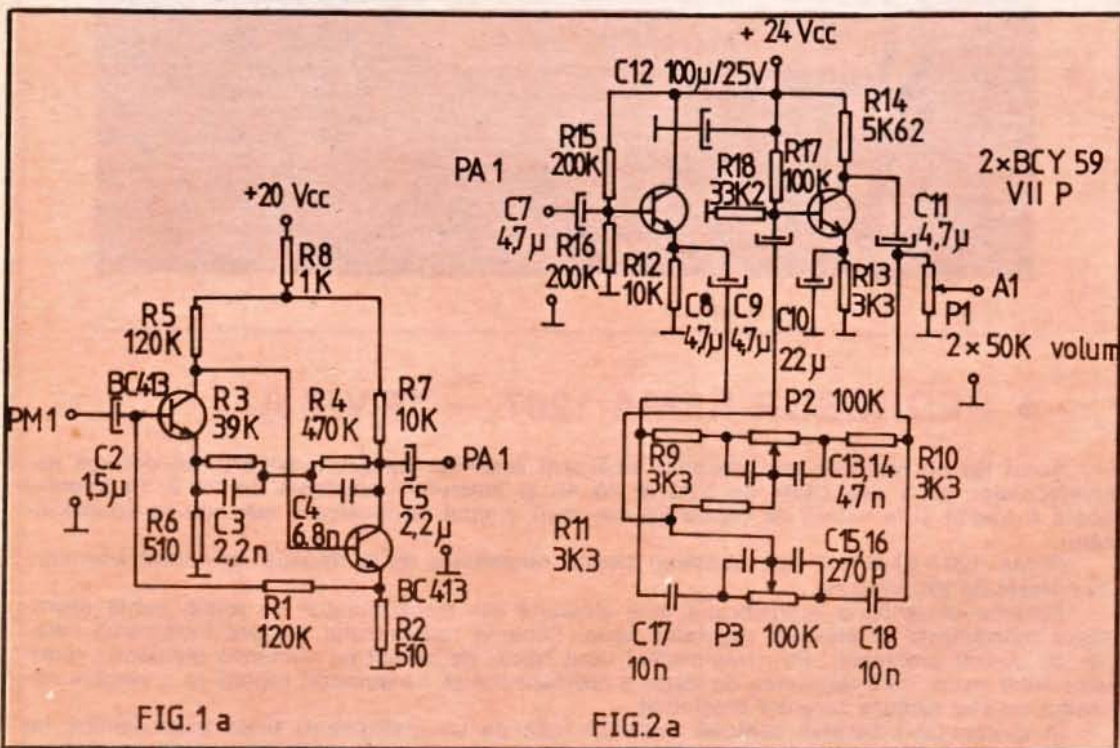 +20 Vcc
R8
1K
R5
120K
BC413
PM1
R3
39K
R4
470K
R7
10K
PA1
C2
1,5µ
C5
2,2µ
C4
6,8n
R6
510
C3
2,2n
BC413
R1
120K
R2
510
FIG.1a
+ 24 Vcc
C12 100µ/25V
R14
5K62
R15
200K
PA 1
R17
100K
R18
33K2
2×BCY 59
VII P
C7
4,7µ
C11
4,7µ
R16
200K
R12
10K
R13
3K3
A1
P1
C8
4,7µ
C9
4,7µ
C10
22µ
2× 50K volum
P2 100K
R9
3K3
C13,14
47n
R10
3K3
R11
3K3
C15,16
270p
C17
10n
P3 100K
C18
10n
FIG.2a